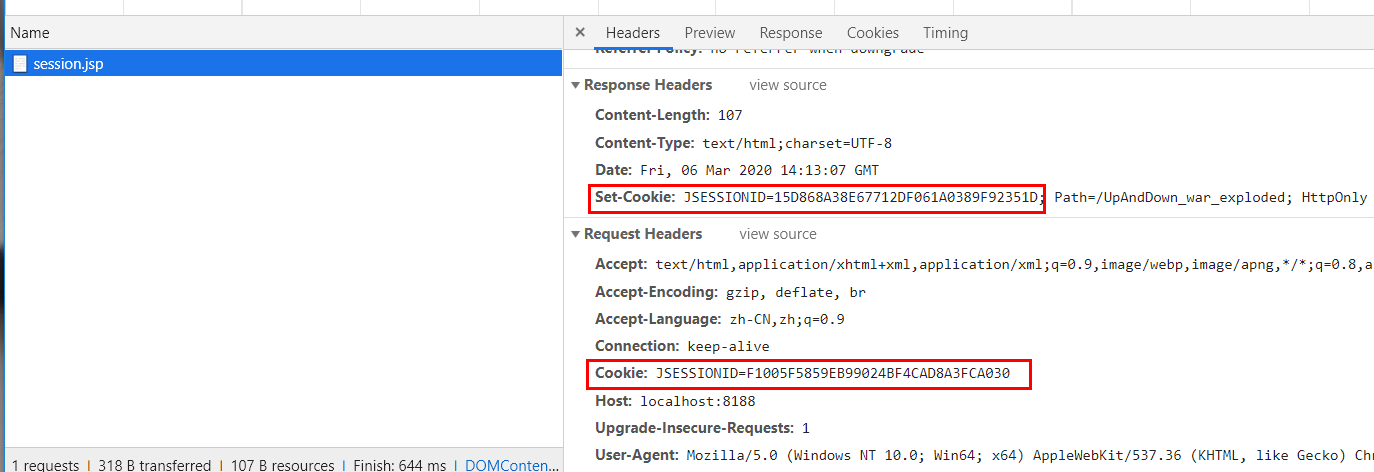 Name
× Headers Preview Response Cookies Timing
session.jsp
Referrer Policy: no-referrer-when-downgrade
▼ Response Headers view source
Content-Length: 107
Content-Type: text/html;charset=UTF-8
Date: Fri, 06 Mar 2020 14:13:07 GMT
Set-Cookie: JSESSIONID=15D868A38E67712DF061A0389F92351D; Path=/UpAndDown_war_exploded; HttpOnly
▼ Request Headers view source
Accept: text/html,application/xhtml+xml,application/xml;q=0.9,image/webp,image/apng,*/*;q=0.8,a
Accept-Encoding: gzip, deflate, br
Accept-Language: zh-CN,zh;q=0.9
Connection: keep-alive
Cookie: JSESSIONID=F1005F5859EB99024BF4CAD8A3FCA030
Host: localhost:8188
Upgrade-Insecure-Requests: 1
User-Agent: Mozilla/5.0 (Windows NT 10.0; Win64; x64) AppleWebKit/537.36 (KHTML, like Gecko) Chr
1 requests | 318 B transferred | 107 B resources | Finish: 644 ms | DOMConten...